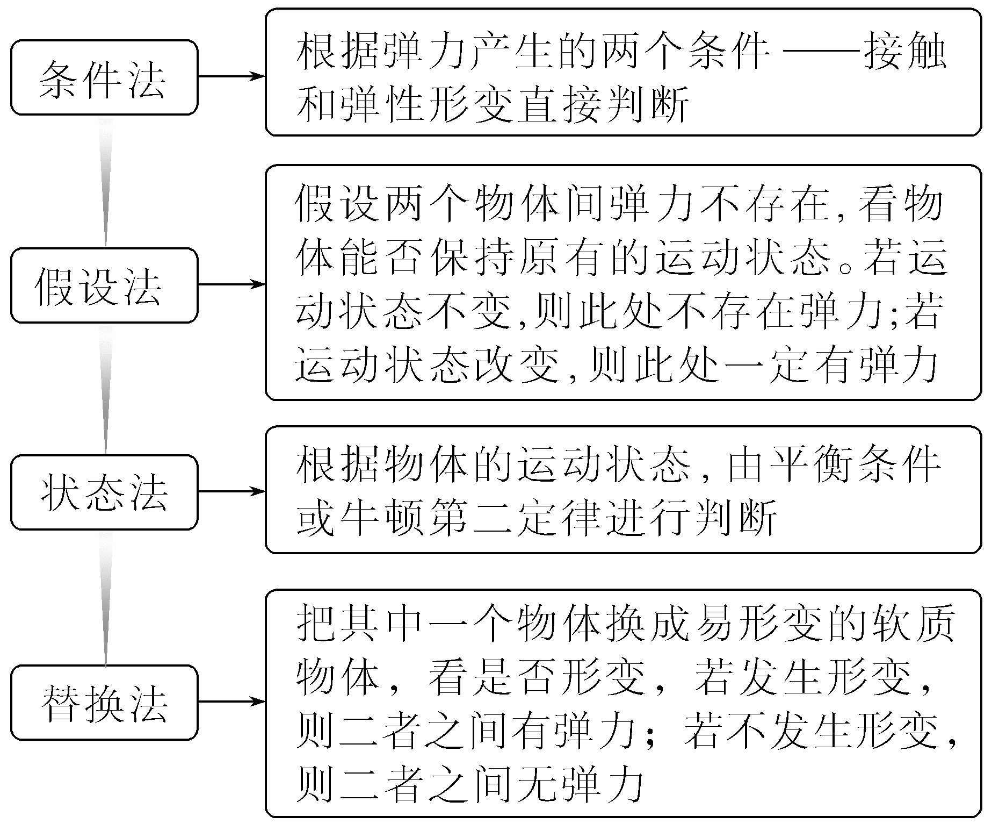 条件法
根据弹力产生的两个条件——接触
和弹性形变直接判断
假设法
假设两个物体间弹力不存在,看物
体能否保持原有的运动状态。若运
动状态不变,则此处不存在弹力;若
运动状态改变,则此处一定有弹力
状态法
根据物体的运动状态,由平衡条件
或牛顿第二定律进行判断
替换法
把其中一个物体换成易形变的软质
物体，看是否形变，若发生形变，
则二者之间有弹力；若不发生形变，
则二者之间无弹力